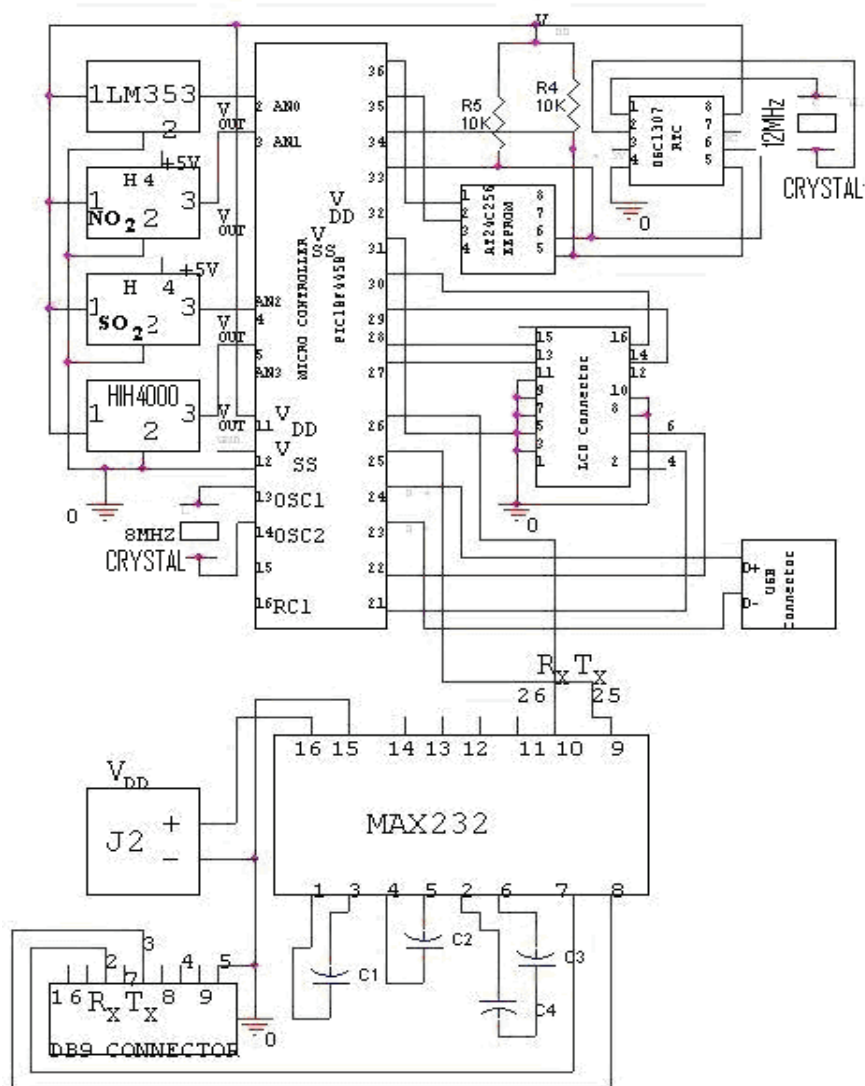 V
DD
1LM353
2
V
OUT
+5V
H 4
1 3
NO2 2
V
OUT
+5V
H 4
1 3
SO2 2
V
OUT
HIH4000
1 3
2
V
OUT
0
8MHZ
CRYSTAL
2 AN0
3 AN1
AN2
4
5
AN3
11 V
DD
12 V
SS
13 OSC1
14 OSC2
15
16 RC1
MICRO CONTROLLER
PIC18F4458
V
DD
V
SS
36
35
34
33
32
31
30
29
28
27
26
25
24
23
22
21
R5
10K
R4
10K
1
2
3
4
AT24C256
EEPROM
8
7
6
5
1
2
3
4
DSC1307
RTC
8
7
6
5
0
12MHz
CRYSTAL
15
13
11
9
7
5
3
1
LCD Connector
16
14
12
10
8
6
2 4
0
D+
D-
USB
Connector
Rx Tx
26 25
16 15 14 13 12 11 10 9
MAX232
1 3 4 5 2 6 7 8
VDD
J2 +
-
C1
C2
C3
C4
3
2 7 4 5
1 6 Rx Tx 8 9
DB9 CONNECTOR
0